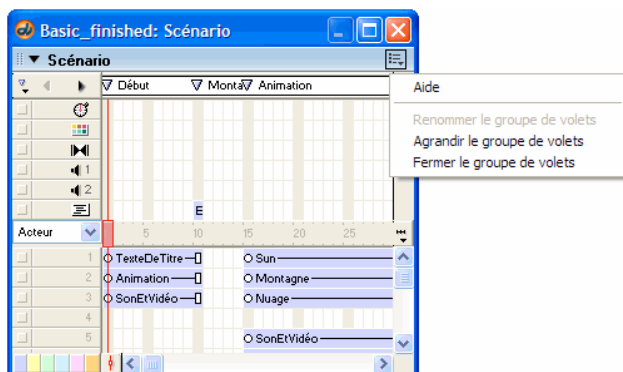 Basic_finished: Scénario
Scénario
Début Monta Animation
Aide
Renommer le groupe de volets
Agrandir le groupe de volets
Fermer le groupe de volets
1
2
E
Acteur 5 10 15 20 25
1 TexteDeTitre Sun
2 Animation Montagne
3 SonEtVidéo Nuage
4
5 SonEtVidéo